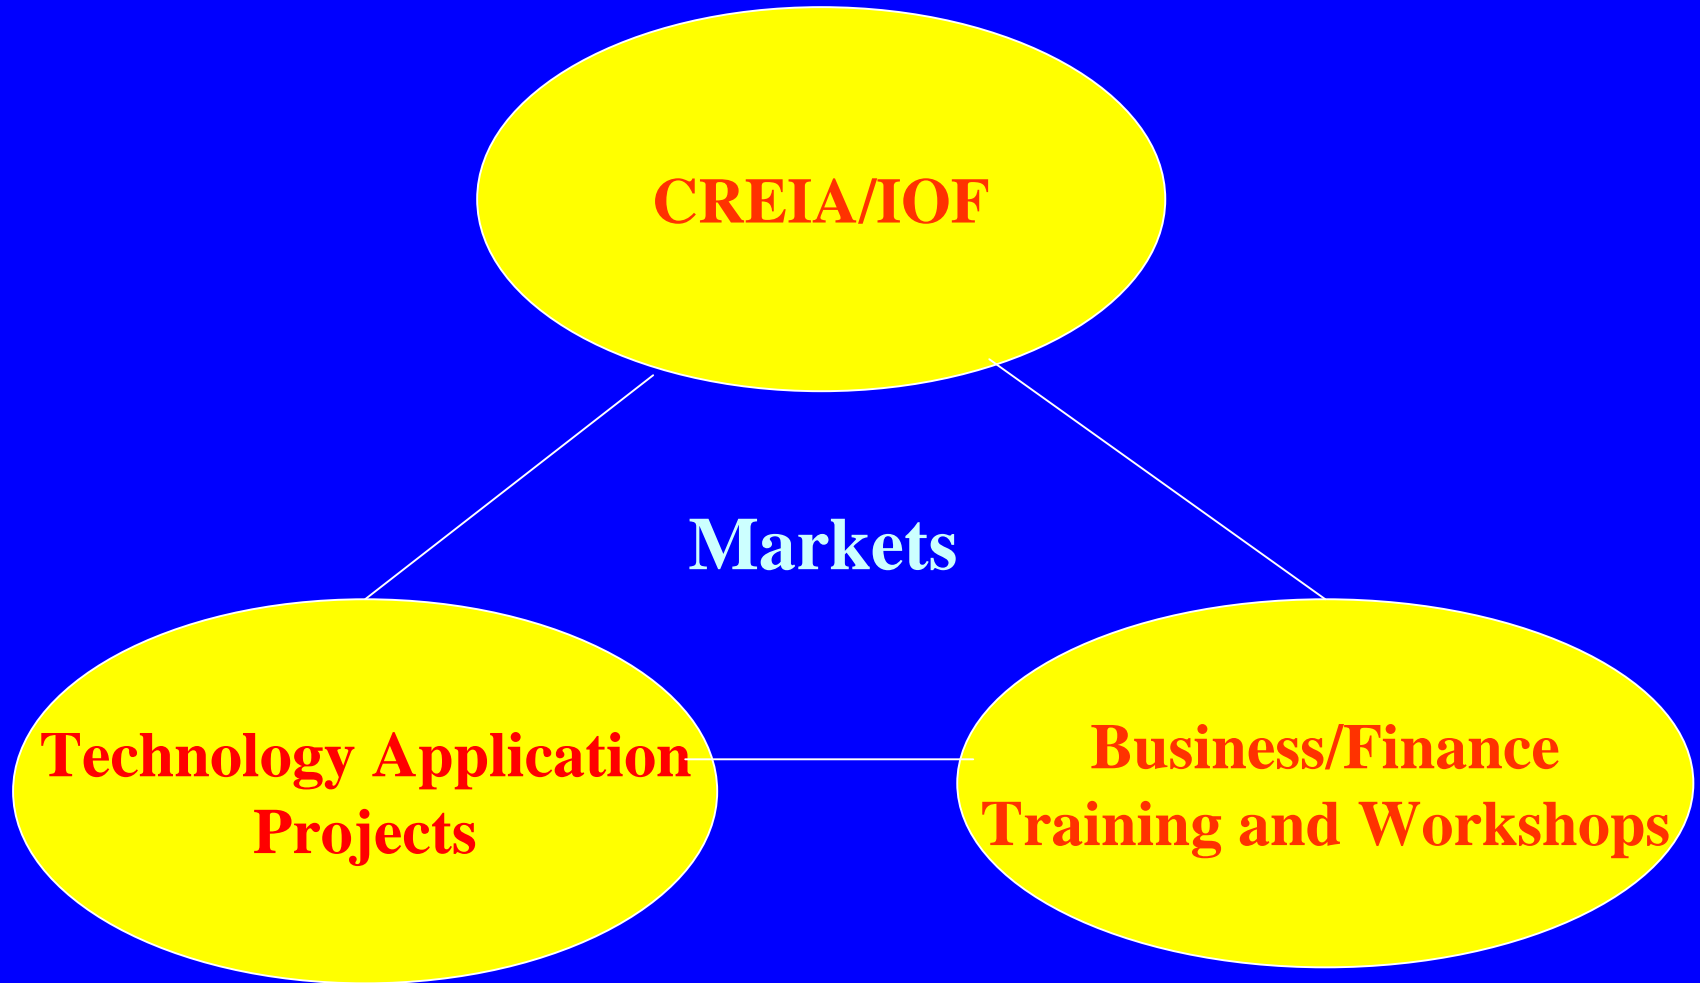 CREIA/IOF
Markets
Technology Application
Projects
Business/Finance
Training and Workshops